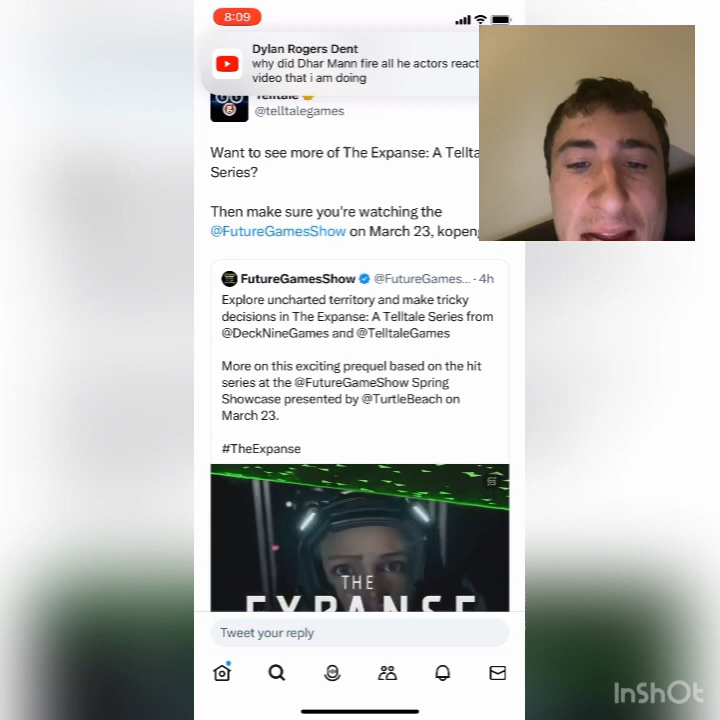 8:09
Dylan Rogers Dent
why did Dhar Mann fire all he actors react
video that i am doing
Telltale
@telltalegames
Want to see more of The Expanse: A Tellta
Series?
Then make sure you're watching the
@FutureGamesShow on March 23, kopeng
FutureGamesShow @FutureGames... · 4h
Explore uncharted territory and make tricky
decisions in The Expanse: A Telltale Series from
@DeckNineGames and @TelltaleGames
More on this exciting prequel based on the hit
series at the @FutureGameShow Spring
Showcase presented by @TurtleBeach on
March 23.
#TheExpanse
THE
EXPANSE
Tweet your reply
InShOt